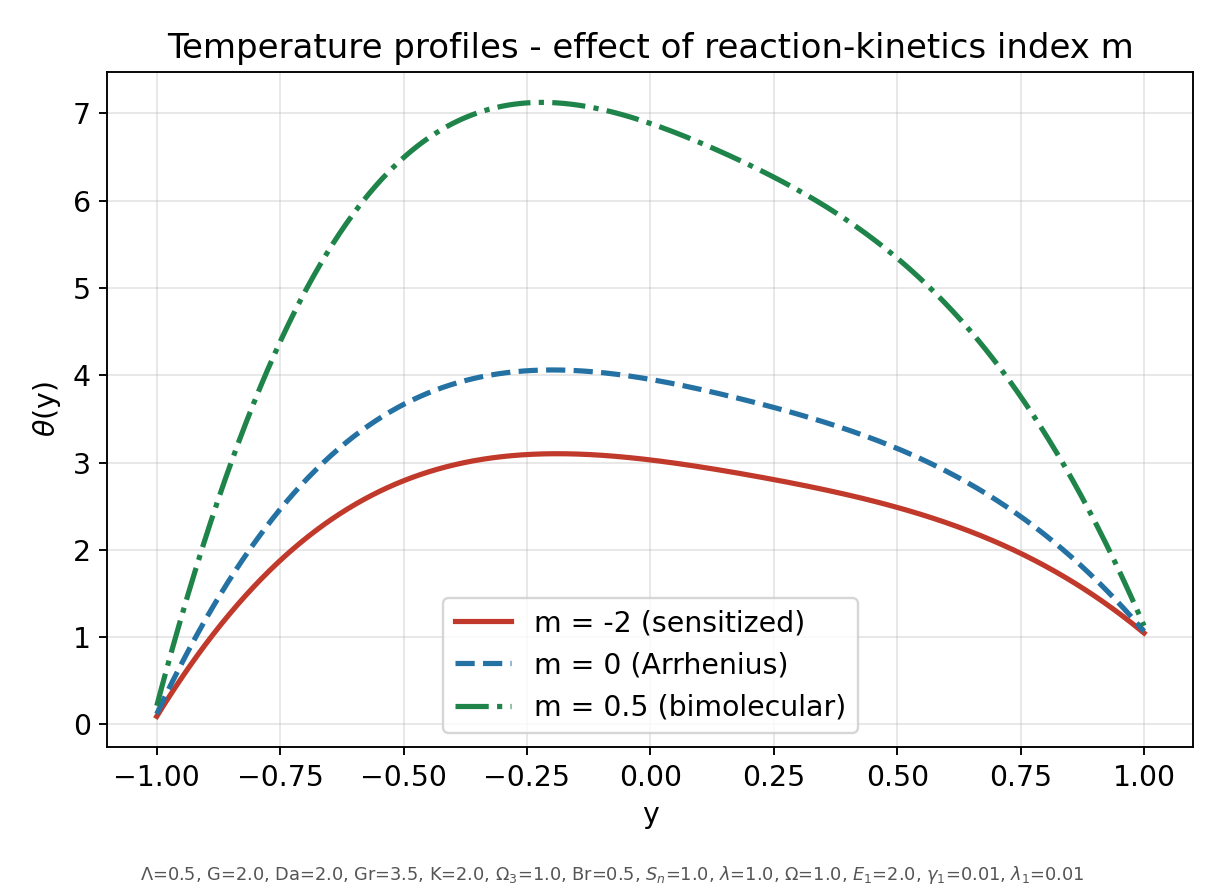 Temperature profiles - effect of reaction-kinetics index m
θ(y)
7
6
5
4
3
2
1
0
m = -2 (sensitized)
m = 0 (Arrhenius)
m = 0.5 (bimolecular)
−1.00 −0.75 −0.50 −0.25 0.00 0.25 0.50 0.75 1.00
y
Λ=0.5, G=2.0, Da=2.0, Gr=3.5, K=2.0, Ω₃=1.0, Br=0.5, Sₙ=1.0, λ=1.0, Ω=1.0, E₁=2.0, γ₁=0.01, λ₁=0.01